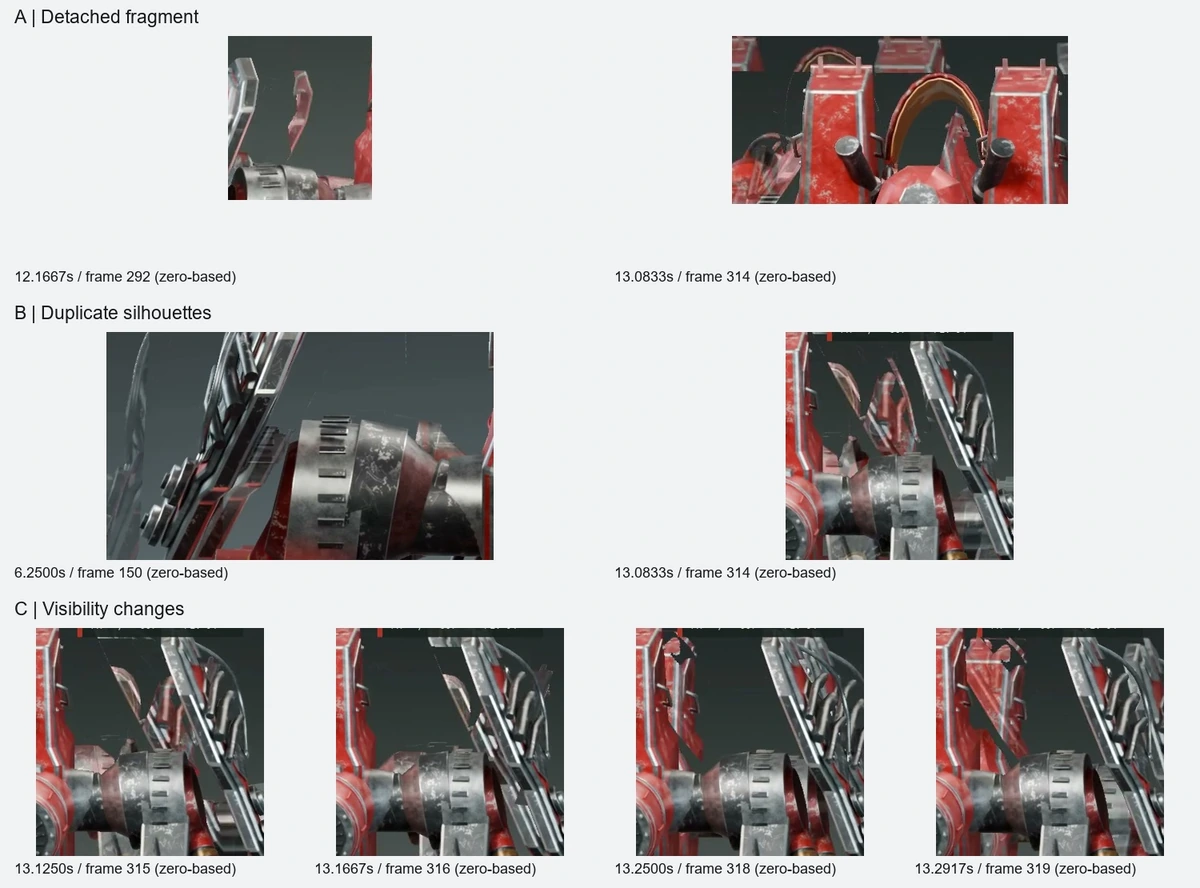 A | Detached fragment
12.1667s / frame 292 (zero-based)
13.0833s / frame 314 (zero-based)
B | Duplicate silhouettes
6.2500s / frame 150 (zero-based)
13.0833s / frame 314 (zero-based)
C | Visibility changes
13.1250s / frame 315 (zero-based)
13.1667s / frame 316 (zero-based)
13.2500s / frame 318 (zero-based)
13.2917s / frame 319 (zero-based)